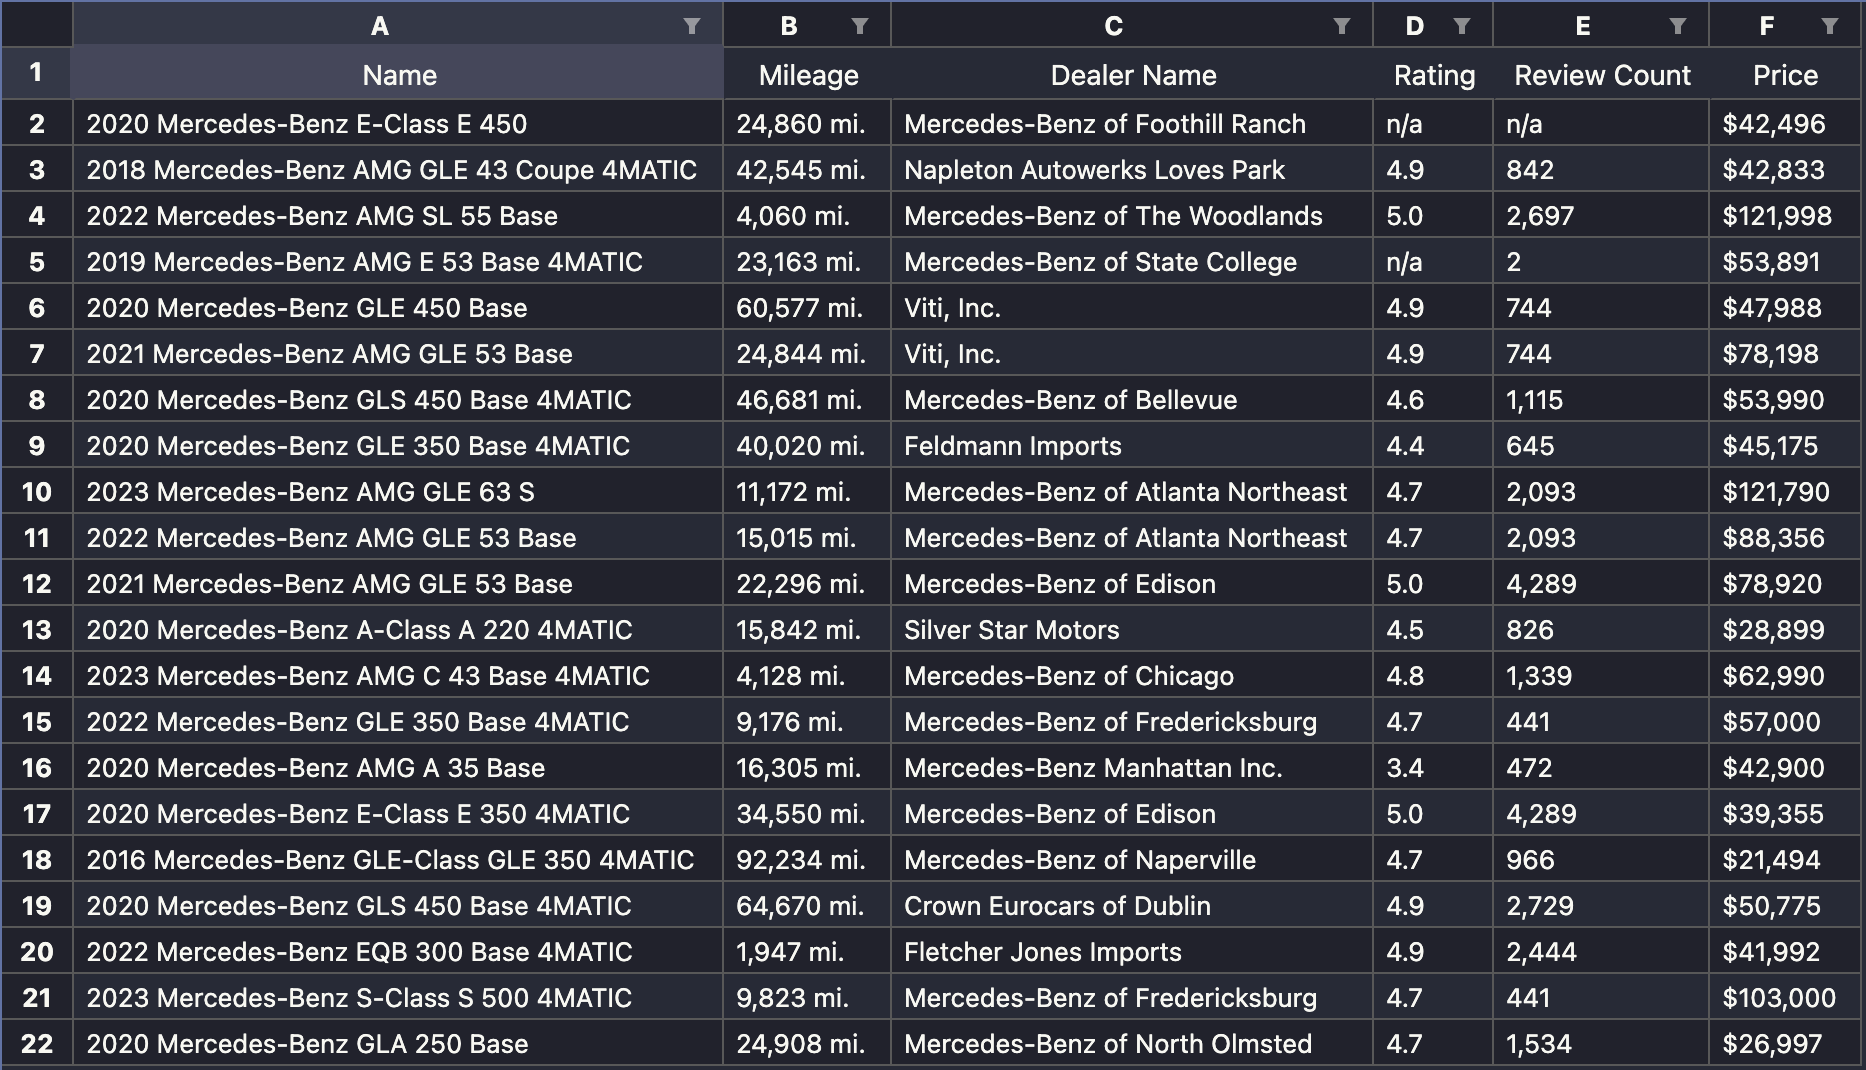 A B C D E F
1 Name Mileage Dealer Name Rating Review Count Price
2 2020 Mercedes-Benz E-Class E 450 24,860 mi. Mercedes-Benz of Foothill Ranch n/a n/a $42,496
3 2018 Mercedes-Benz AMG GLE 43 Coupe 4MATIC 42,545 mi. Napleton Autowerks Loves Park 4.9 842 $42,833
4 2022 Mercedes-Benz AMG SL 55 Base 4,060 mi. Mercedes-Benz of The Woodlands 5.0 2,697 $121,998
5 2019 Mercedes-Benz AMG E 53 Base 4MATIC 23,163 mi. Mercedes-Benz of State College n/a 2 $53,891
6 2020 Mercedes-Benz GLE 450 Base 60,577 mi. Viti, Inc. 4.9 744 $47,988
7 2021 Mercedes-Benz AMG GLE 53 Base 24,844 mi. Viti, Inc. 4.9 744 $78,198
8 2020 Mercedes-Benz GLS 450 Base 4MATIC 46,681 mi. Mercedes-Benz of Bellevue 4.6 1,115 $53,990
9 2020 Mercedes-Benz GLE 350 Base 4MATIC 40,020 mi. Feldmann Imports 4.4 645 $45,175
10 2023 Mercedes-Benz AMG GLE 63 S 11,172 mi. Mercedes-Benz of Atlanta Northeast 4.7 2,093 $121,790
11 2022 Mercedes-Benz AMG GLE 53 Base 15,015 mi. Mercedes-Benz of Atlanta Northeast 4.7 2,093 $88,356
12 2021 Mercedes-Benz AMG GLE 53 Base 22,296 mi. Mercedes-Benz of Edison 5.0 4,289 $78,920
13 2020 Mercedes-Benz A-Class A 220 4MATIC 15,842 mi. Silver Star Motors 4.5 826 $28,899
14 2023 Mercedes-Benz AMG C 43 Base 4MATIC 4,128 mi. Mercedes-Benz of Chicago 4.8 1,339 $62,990
15 2022 Mercedes-Benz GLE 350 Base 4MATIC 9,176 mi. Mercedes-Benz of Fredericksburg 4.7 441 $57,000
16 2020 Mercedes-Benz AMG A 35 Base 16,305 mi. Mercedes-Benz Manhattan Inc. 3.4 472 $42,900
17 2020 Mercedes-Benz E-Class E 350 4MATIC 34,550 mi. Mercedes-Benz of Edison 5.0 4,289 $39,355
18 2016 Mercedes-Benz GLE-Class GLE 350 4MATIC 92,234 mi. Mercedes-Benz of Naperville 4.7 966 $21,494
19 2020 Mercedes-Benz GLS 450 Base 4MATIC 64,670 mi. Crown Eurocars of Dublin 4.9 2,729 $50,775
20 2022 Mercedes-Benz EQB 300 Base 4MATIC 1,947 mi. Fletcher Jones Imports 4.9 2,444 $41,992
21 2023 Mercedes-Benz S-Class S 500 4MATIC 9,823 mi. Mercedes-Benz of Fredericksburg 4.7 441 $103,000
22 2020 Mercedes-Benz GLA 250 Base 24,908 mi. Mercedes-Benz of North Olmsted 4.7 1,534 $26,997